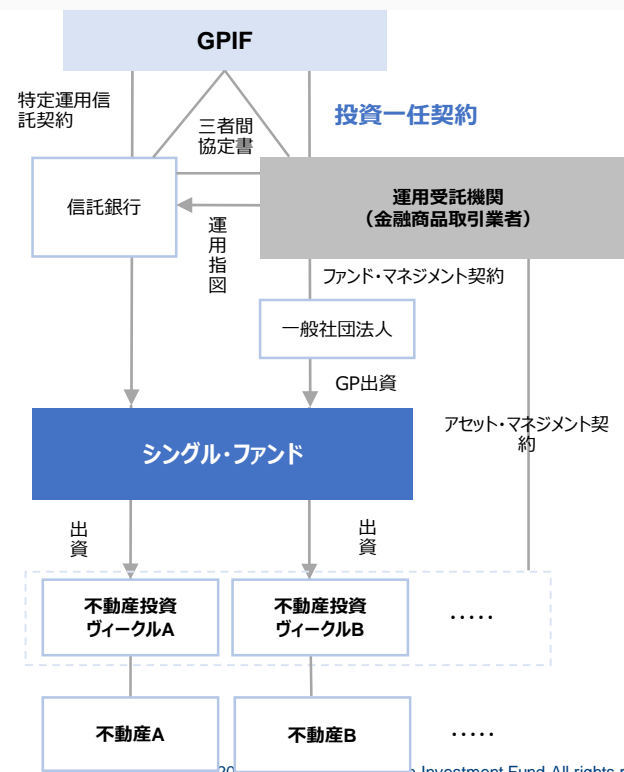 GPIF
特定運用信
託契約
三者間
協定書
投資一任契約
信託銀行
運用受託機関
（金融商品取引業者）
運用指図
ファンド・マネジメント契約
一般社団法人
GP出資
アセット・マネジメント契
約
シングル・ファンド
出資
出資
不動産投資
ヴィークルA
不動産投資
ヴィークルB
・・・・・
不動産A
不動産B
・・・・・
Investment Fund All rights